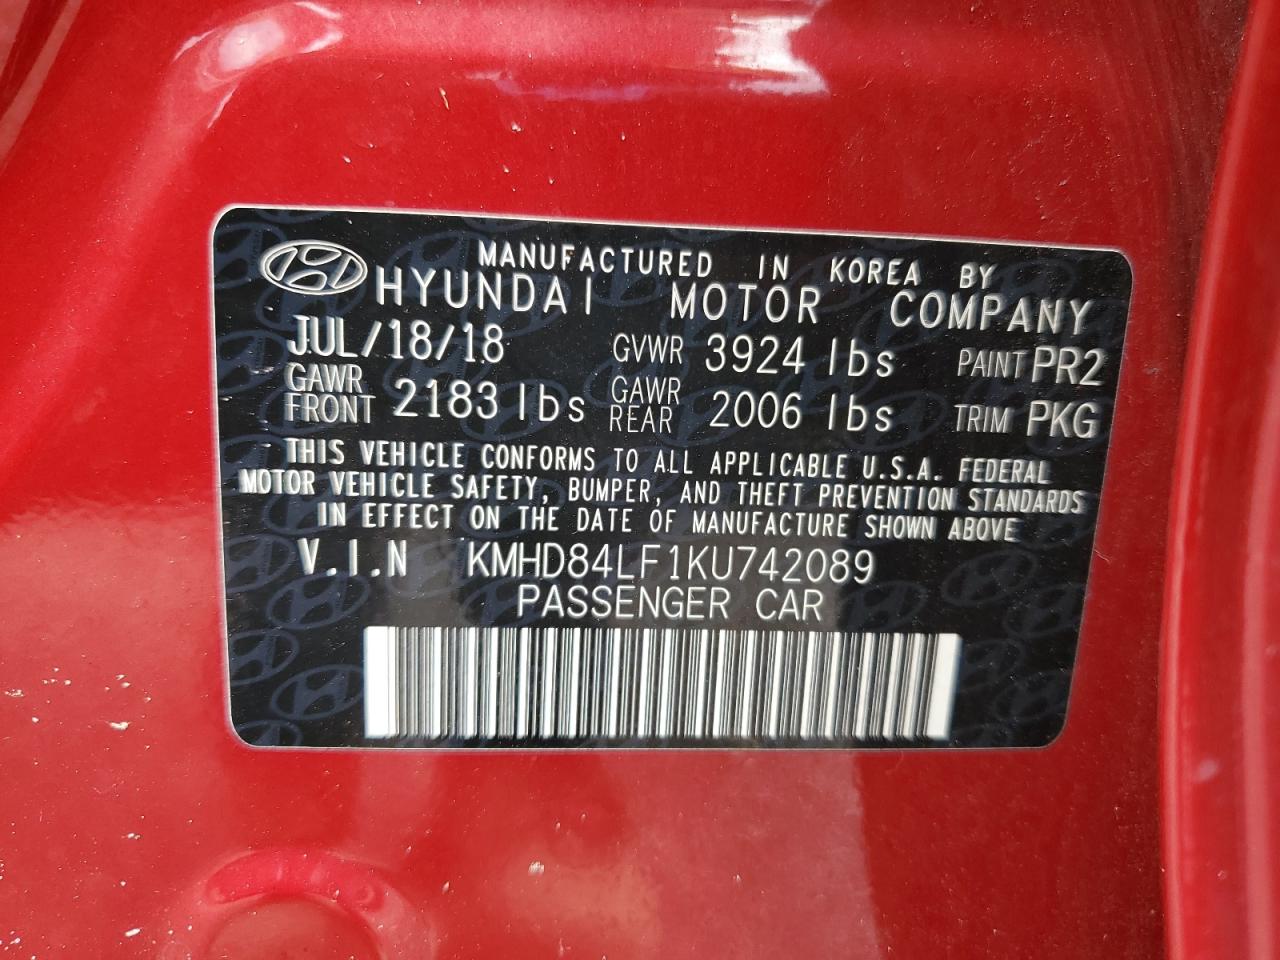 MANUFACTURED IN KOREA BY
HYUNDAI MOTOR COMPANY
JUL/18/18 GVWR 3924 lbs PAINT PR2
GAWR FRONT 2183 lbs GAWR REAR 2006 lbs TRIM PKG
THIS VEHICLE CONFORMS TO ALL APPLICABLE U.S.A. FEDERAL
MOTOR VEHICLE SAFETY, BUMPER, AND THEFT PREVENTION STANDARDS
IN EFFECT ON THE DATE OF MANUFACTURE SHOWN ABOVE
V.I.N KMHD84LF1KU742089
PASSENGER CAR